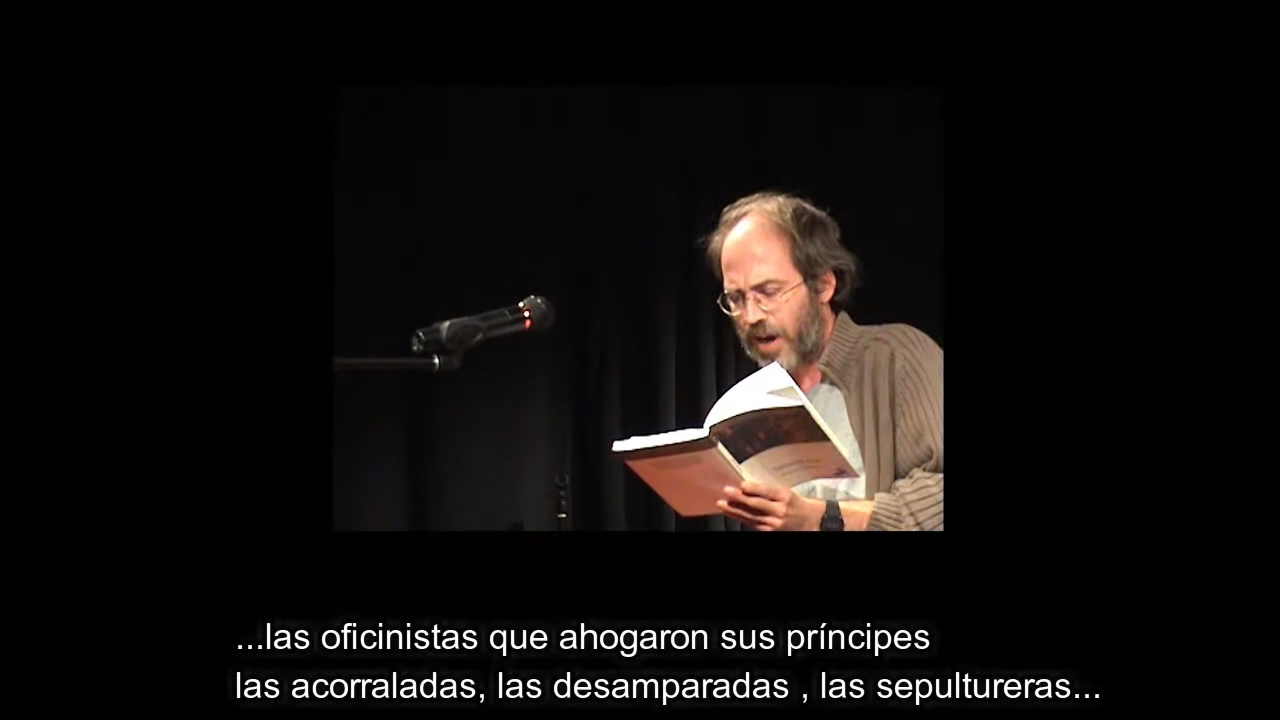 ...las oficinistas que ahogaron sus príncipes
las acorraladas, las desamparadas , las sepultureras...